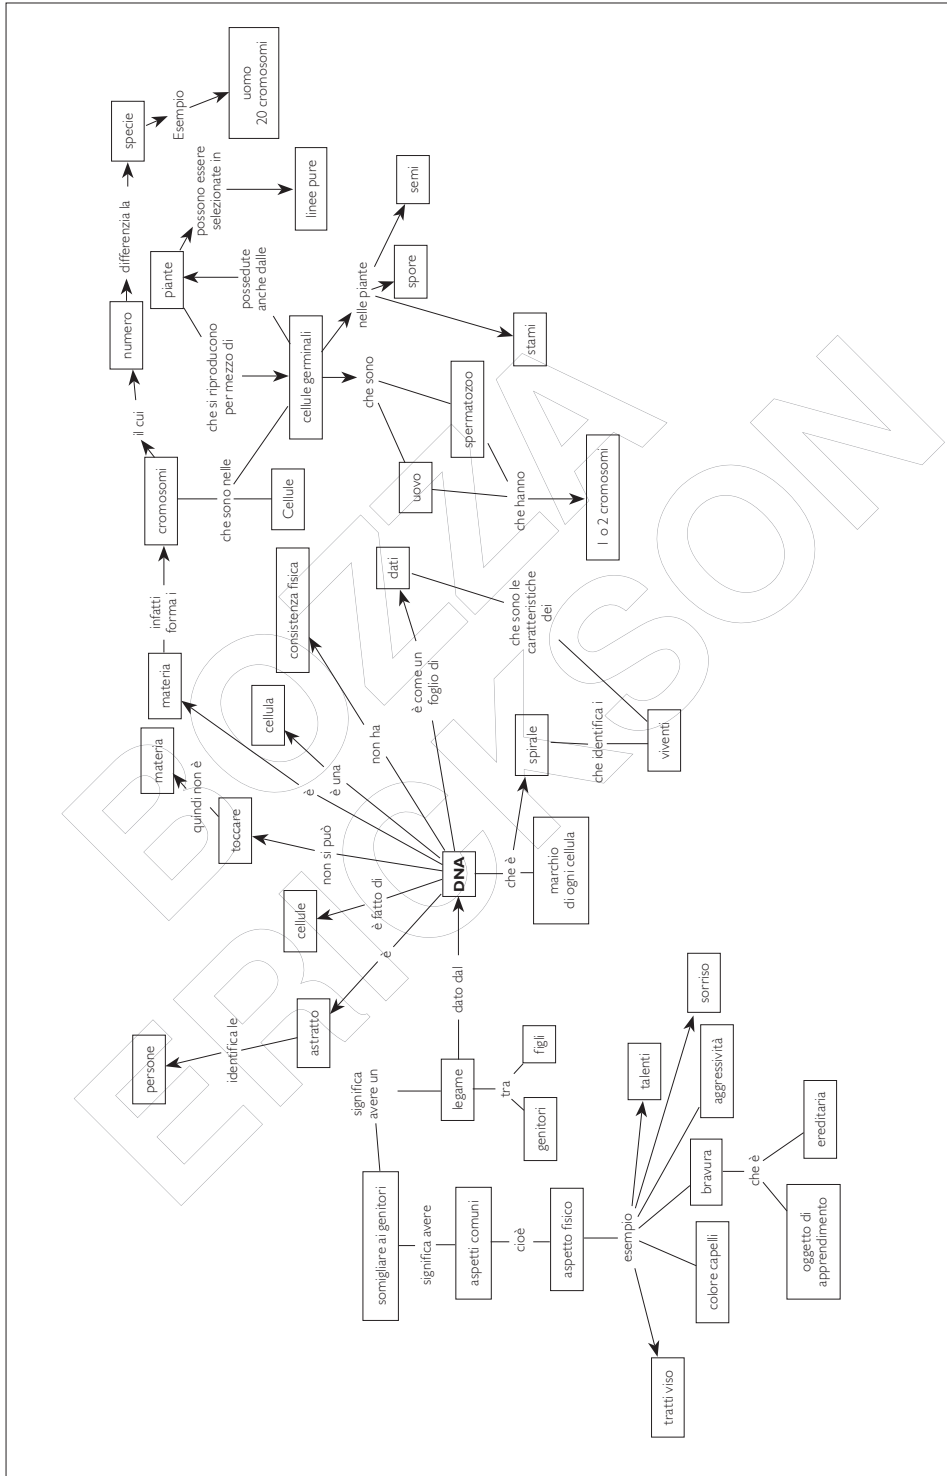 persone
identifica le
astratto
è
cellule
è fatto di
materia
quindi non è
toccare
non si può
materia
è
infatti
forma i
cromosomi
il cui
numero
differenzia la
specie
Esempio
uomo
20 cromosomi
che sono nelle
Cellule
che si riproducono
per mezzo di
piante
possedute
anche dalle
possono essere
selezionate in
linee pure
cellule germinali
cellula
è una
consistenza fisica
non ha
nelle piante
semi
spore
stami
che sono
uovo
spermatozoo
che hanno
1 o 2 cromosomi
dati
è come un
foglio di
che sono le
caratteristiche
dei
DNA
che è
spirale
che identifica i
viventi
marchio
di ogni cellula
dato dal
legame
significa
avere un
tra
genitori
figli
somigliare ai genitori
significa avere
aspetti comuni
cioè
aspetto fisico
esempio
tratti viso
colore capelli
bravura
aggressività
talenti
sorriso
che è
oggetto di
apprendimento
ereditaria
BOZZA
ERICKSON